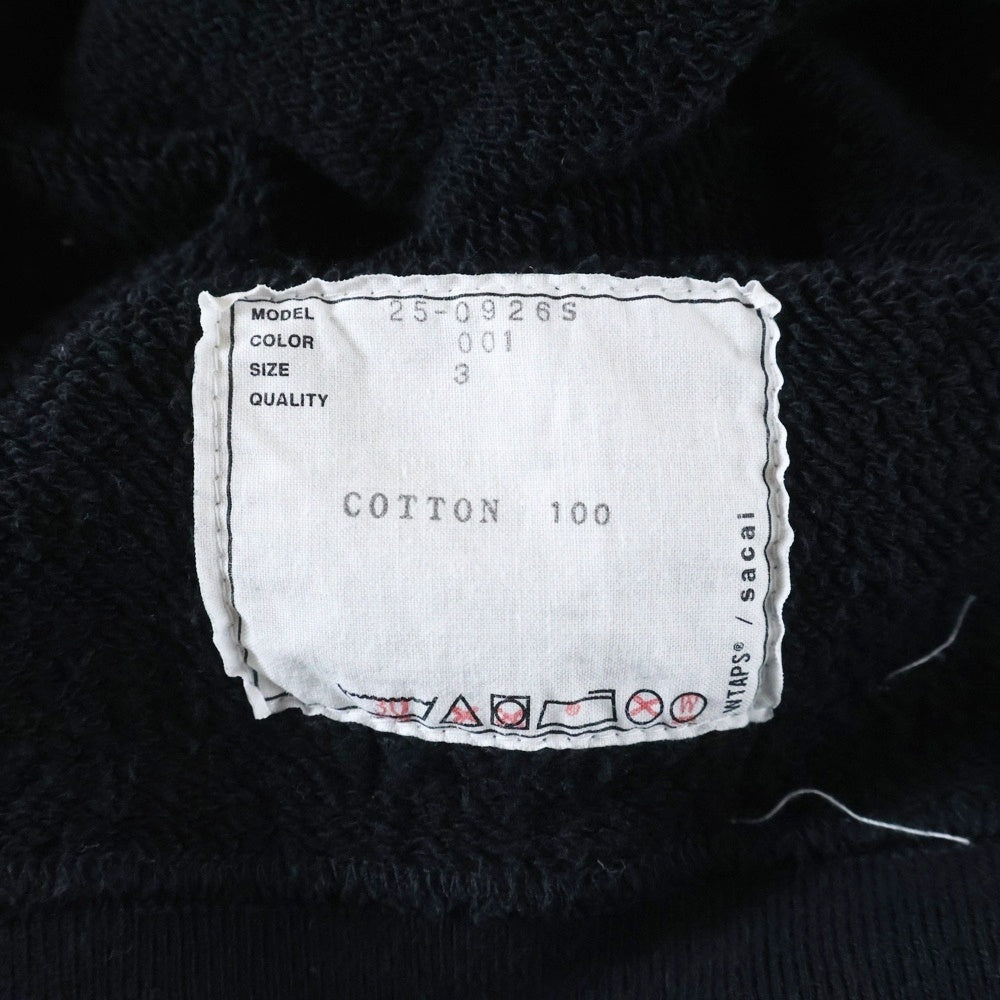 MODEL 25-0926S
COLOR 001
SIZE 3
QUALITY
COTTON 100
WTAPS® / sacai
W